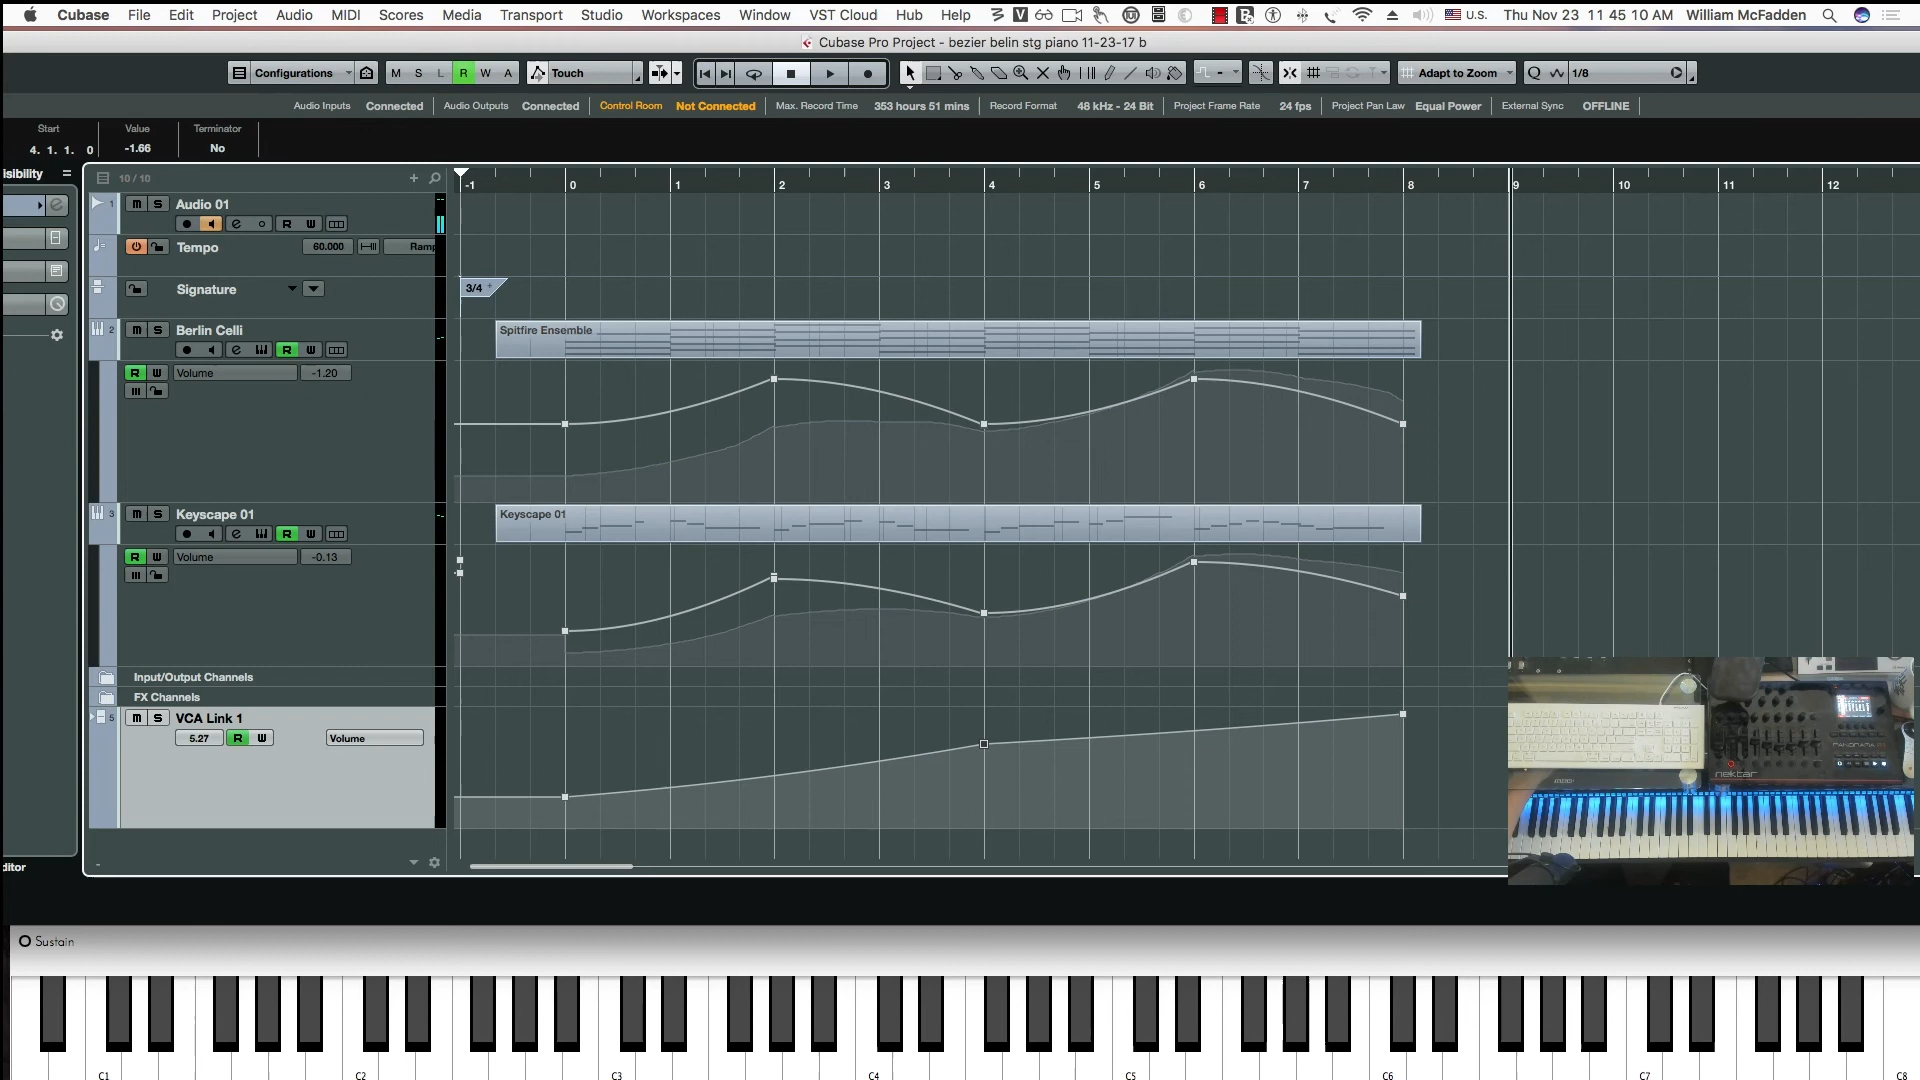 Cubase File Edit Project Audio MIDI Scores Media Transport Studio Workspaces Window VST Cloud Hub Help U.S. Thu Nov 23 11 45 10 AM William McFadden
Cubase Pro Project - bezier belin stg piano 11-23-17 b
Configurations M S L R W A Touch Adapt to Zoom Q 1/8
Audio Inputs Connected Audio Outputs Connected Control Room Not Connected Max. Record Time 353 hours 51 mins Record Format 48 kHz - 24 Bit Project Frame Rate 24 fps Project Pan Law Equal Power External Sync OFFLINE
Start Value Terminator
4. 1. 1. 0 -1.66 No
isibility
10 / 10
-1 0 1 2 3 4 5 6 7 8 9 10 11 12
1 m S Audio 01
e R W
Tempo 60.000 Ramp
Signature
3/4
2 m S Berlin Celli
e R W
Spitfire Ensemble
R W Volume -1.20
3 m S Keyscape 01
e R W
Keyscape 01
R W Volume -0.13
Input/Output Channels
FX Channels
5 m S VCA Link 1
5.27 R W Volume
ditor
nektar
PANORAMA
Sustain
C1 C2 C3 C4 C5 C6 C7 C8